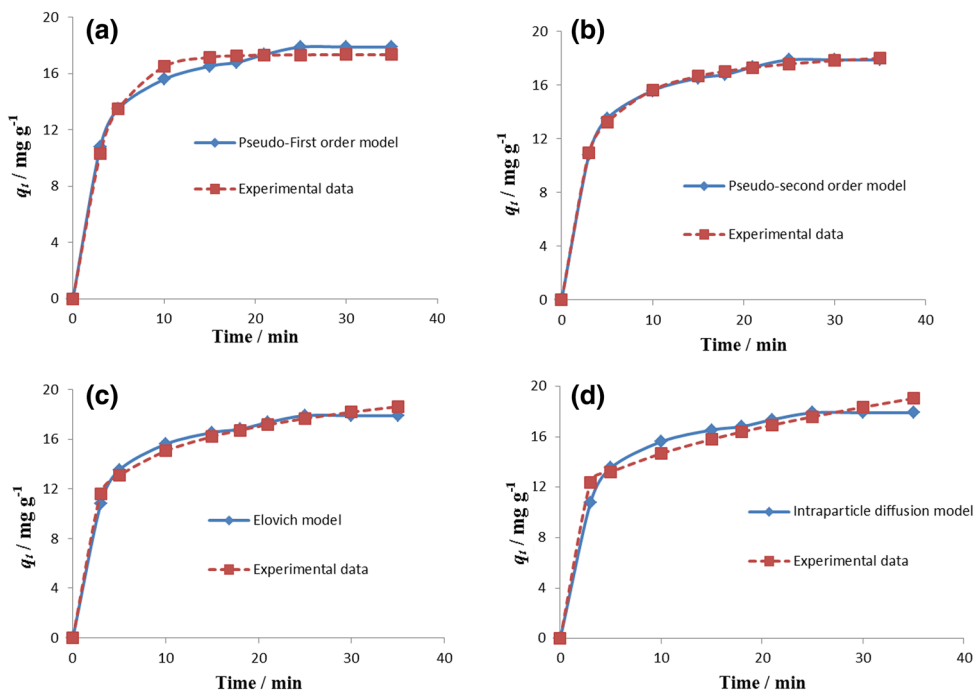 (a)
20
16
12
8
4
0
qt / mg g-1
Pseudo-First order model
Experimental data
0 10 20 30 40
Time / min
(b)
20
16
12
8
4
0
qt / mg g-1
Pseudo-second order model
Experimental data
0 10 20 30 40
Time / min
(c)
20
16
12
8
4
0
qt / mg g-1
Elovich model
Experimental data
0 10 20 30 40
Time / min
(d)
20
16
12
8
4
0
qt / mg g-1
Intraparticle diffusion model
Experimental data
0 10 20 30 40
Time / min